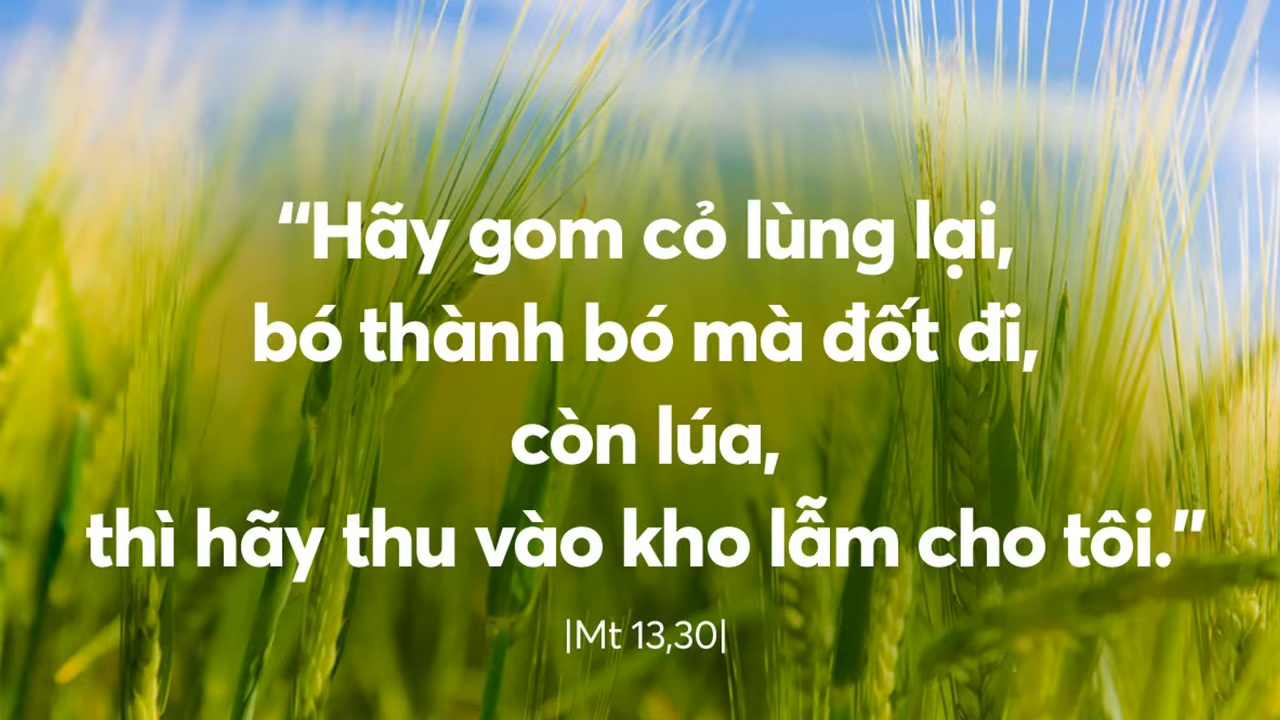 “Hãy gom cỏ lùng lại,
bó thành bó mà đốt đi,
còn lúa,
thì hãy thu vào kho lẫm cho tôi.”
|Mt 13,30|